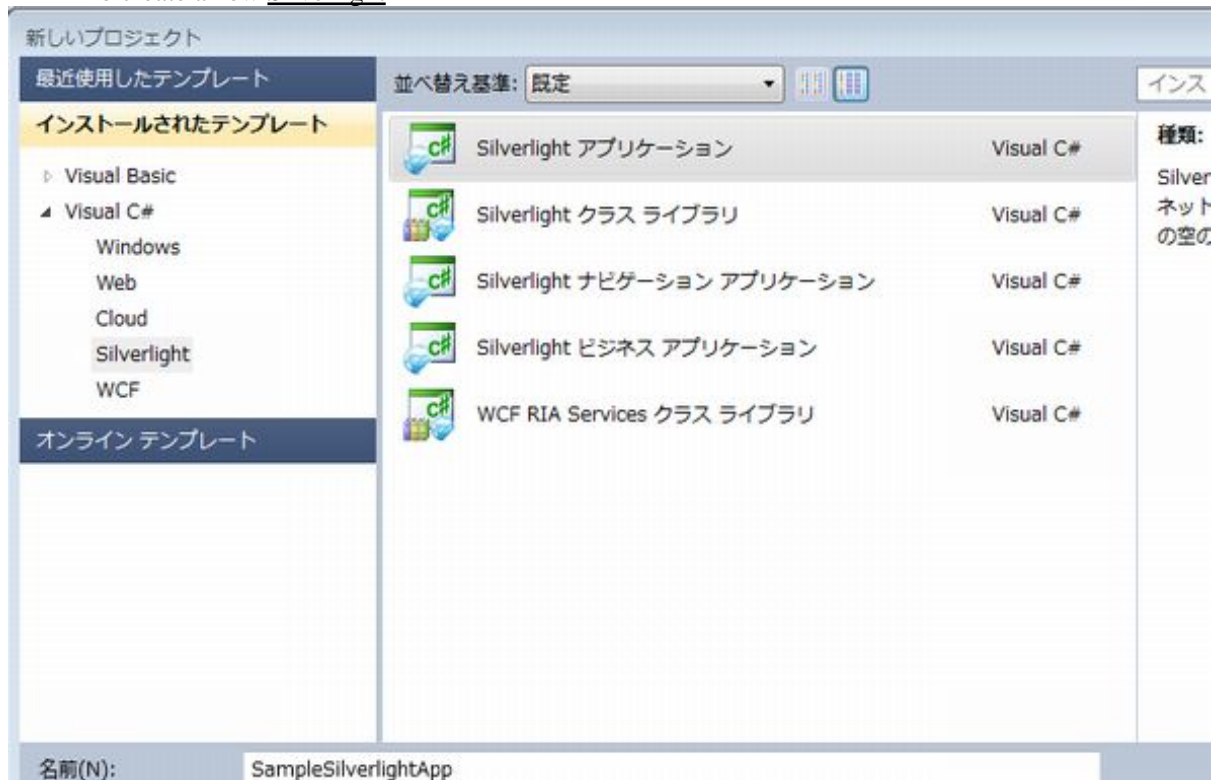 新しいプロジェクト
最近使用したテンプレート
インストールされたテンプレート
Visual Basic
Visual C#
Windows
Web
Cloud
Silverlight
WCF
オンライン テンプレート
並べ替え基準: 既定
Silverlight アプリケーション Visual C#
Silverlight クラス ライブラリ Visual C#
Silverlight ナビゲーション アプリケーション Visual C#
Silverlight ビジネス アプリケーション Visual C#
WCF RIA Services クラス ライブラリ Visual C#
インス
種類:
Silver
ネット
の空の
名前(N): SampleSilverlightApp